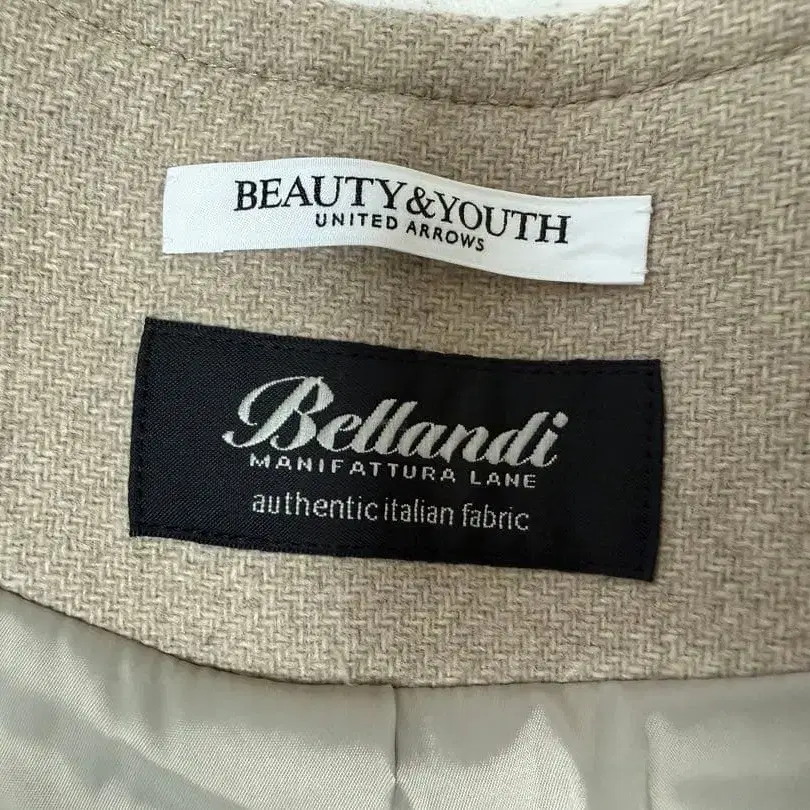 BEAUTY&YOUTH
UNITED ARROWS
Bellandi
MANIFATTURA LANE
authentic italian fabric